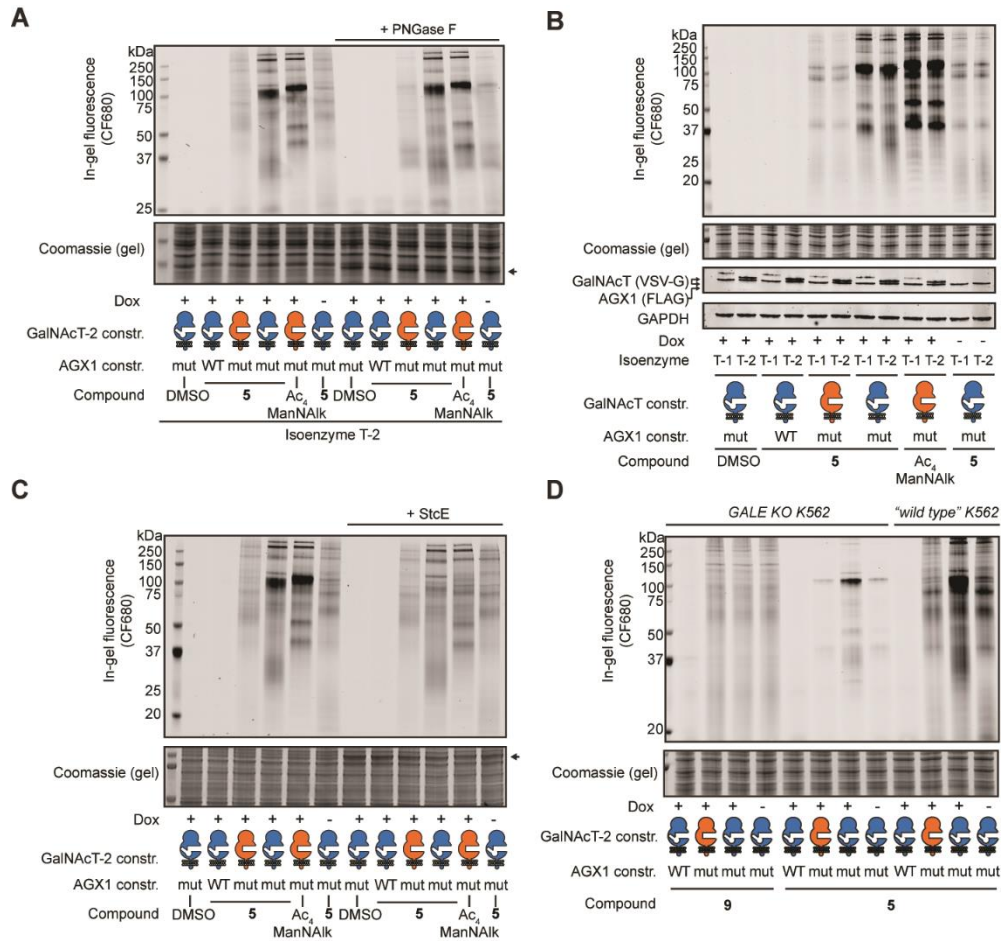 A
+ PNGase F
kDa
250
150
100
75
50
37
25
In-gel fluorescence
(CF680)
Coomassie (gel)
Dox + + + + + - + + + + + -
GalNAcT-2 constr.
AGX1 constr. mut WT mut mut mut mut mut WT mut mut mut mut
Compound DMSO 5 Ac4 ManNAlk 5 DMSO 5 Ac4 ManNAlk 5
Isoenzyme T-2
B
kDa
250
150
100
75
50
37
25
20
In-gel fluorescence
(CF680)
Coomassie (gel)
GalNAcT (VSV-G)
AGX1 (FLAG)
GAPDH
Dox + + + + + + + + + + - -
Isoenzyme T-1 T-2 T-1 T-2 T-1 T-2 T-1 T-2 T-1 T-2 T-1 T-2
GalNAcT constr.
AGX1 constr. mut WT mut mut mut mut
Compound DMSO 5 Ac4 ManNAlk 5
C
+ StcE
kDa
250
150
100
75
50
37
25
20
In-gel fluorescence
(CF680)
Coomassie (gel)
Dox + + + + + - + + + + + -
GalNAcT-2 constr.
AGX1 constr. mut WT mut mut mut mut mut WT mut mut mut mut
Compound DMSO 5 Ac4 ManNAlk 5 DMSO 5 Ac4 ManNAlk 5
D
GALE KO K562 "wild type" K562
kDa
250
150
100
75
50
37
20
In-gel fluorescence
(CF680)
Coomassie (gel)
Dox + + + - + + + - + + + -
GalNAcT-2 constr.
AGX1 constr. WT mut mut mut WT mut mut mut WT mut mut mut
Compound 9 5